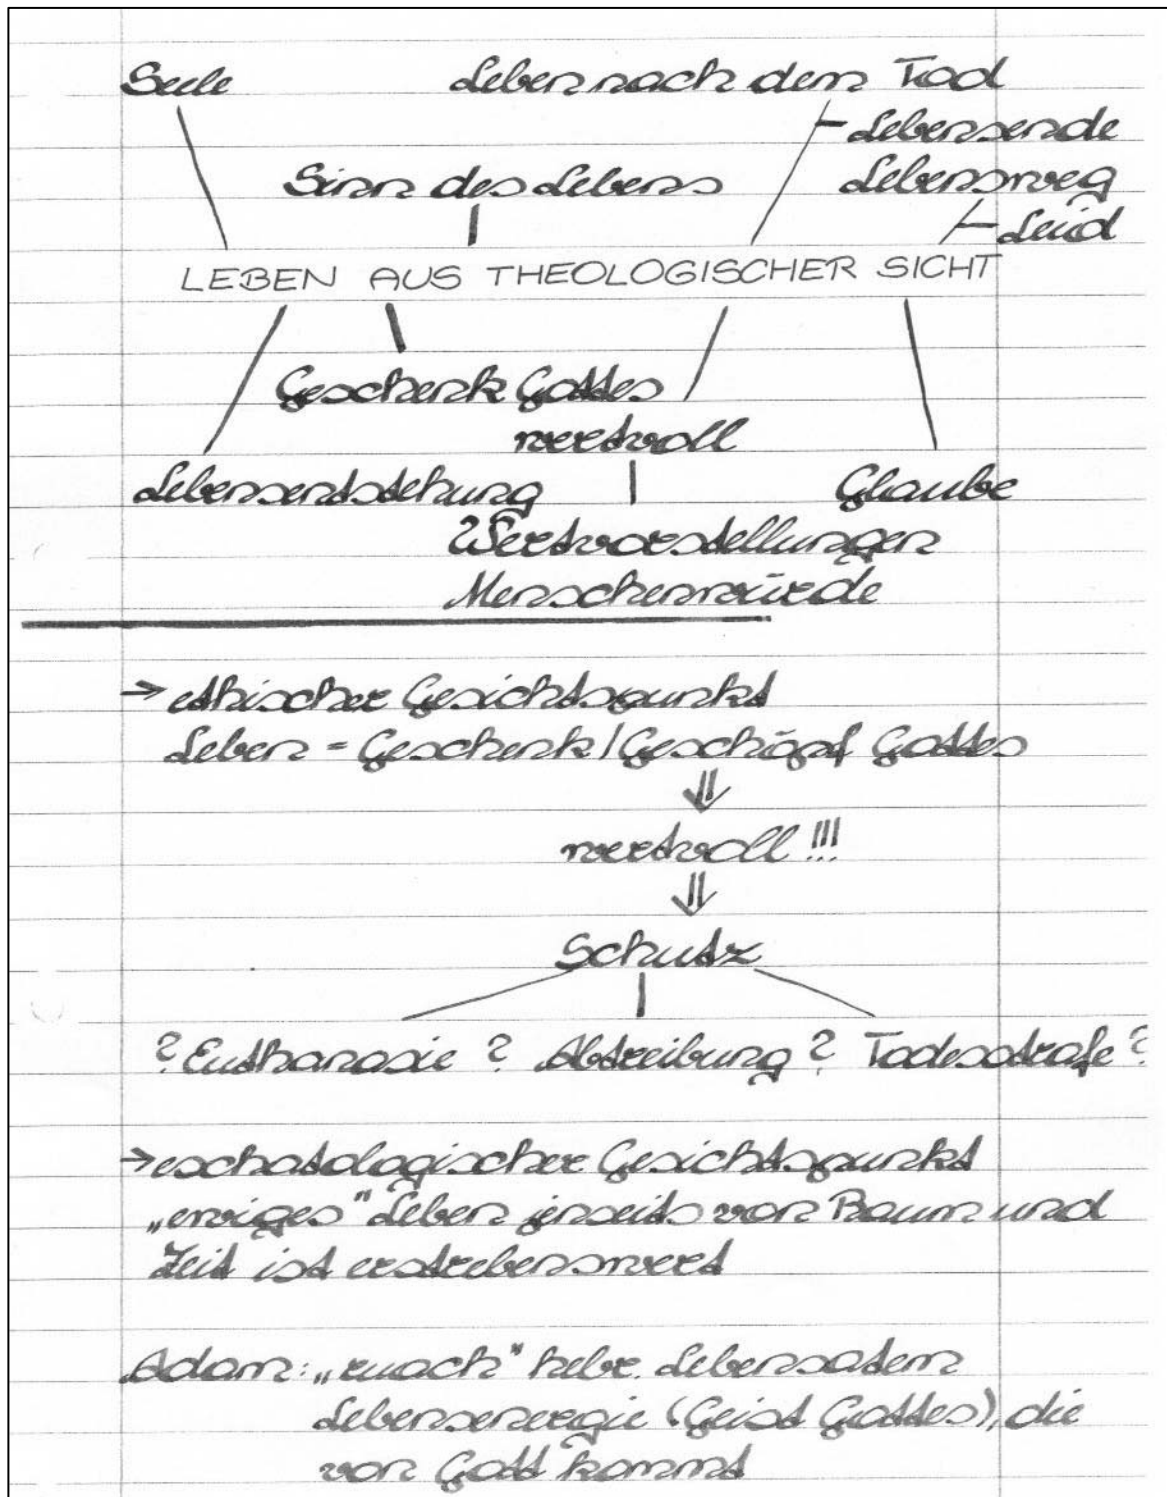 Seele Leben nach dem Tod
– Lebensende
Sinn des Lebens Lebensweg
– Leid
LEBEN AUS THEOLOGISCHER SICHT
Geschenk Gottes
wertvoll
Lebensentstehung Glaube
Wertvorstellungen
Menschenwürde
→ ethischer Gesichtspunkt
Leben = Geschenk / Geschöpf Gottes
⇓
wertvoll !!!
⇓
Schutz
? Euthanasie ? Abtreibung ? Todesstrafe ?
→ eschatologischer Gesichtspunkt
„ewiges" Leben jenseits von Raum und
Zeit ist erstrebenswert
Adam: „ruach" hebr. Lebensatem
Lebensenergie (Geist Gottes), die
von Gott kommt